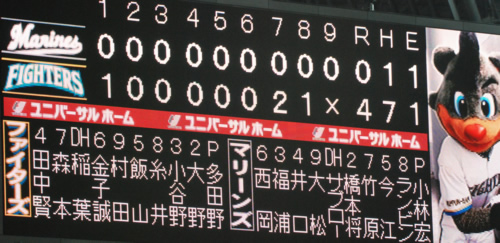 1 2 3 4 5 6 7 8 9 R H E
Marines 0 0 0 0 0 0 0 0 0 0 1 1
FIGHTERS 1 0 0 0 0 0 2 1 x 4 7 1
ユニバーサルホーム ユニバーサルホーム ユニバーサルホーム
ファイターズ
4 田中賢
7 森本
DH 稲葉
6 金子誠
9 村田
5 飯山
8 糸井
3 小谷野
2 大野
P 多田野
マリーンズ
6 西岡
3 福浦
4 井口
9 大松
DH サブロー
2 橋本将
7 竹原
5 今江
8 ランビン
P 小林宏